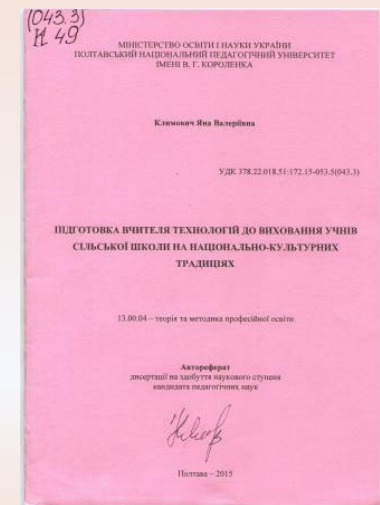 (043.3)
49
МІНІСТЕРСТВО ОСВІТИ І НАУКИ УКРАЇНИ
ПОЛТАВСЬКИЙ НАЦІОНАЛЬНИЙ ПЕДАГОГІЧНИЙ УНІВЕРСИТЕТ
ІМЕНІ В. Г. КОРОЛЕНКА
Климович Яна Валеріївна
УДК 378.22.018.51:172.15-053.5(043.3)
ПІДГОТОВКА ВЧИТЕЛЯ ТЕХНОЛОГІЙ ДО ВИХОВАННЯ УЧНІВ
СІЛЬСЬКОЇ ШКОЛИ НА НАЦІОНАЛЬНО-КУЛЬТУРНИХ
ТРАДИЦІЯХ
13.00.04 – теорія та методика професійної освіти
Автореферат
дисертації на здобуття наукового ступеня
кандидата педагогічних наук
Полтава – 2015